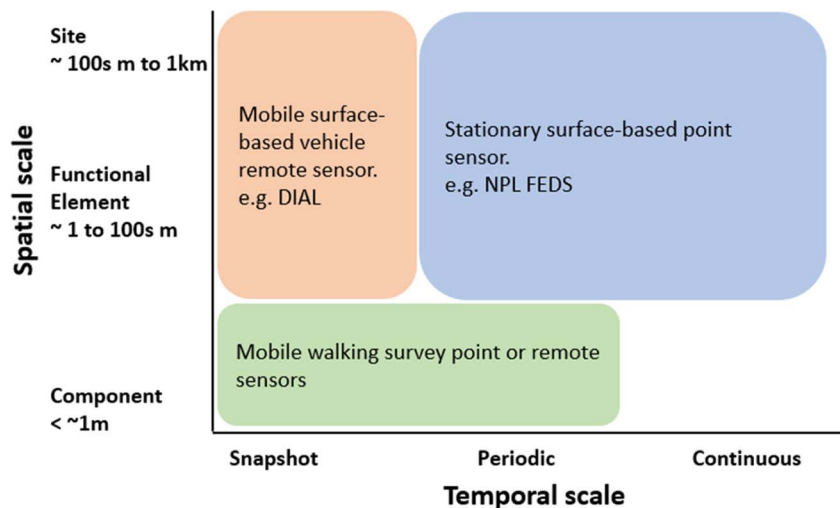 Site
~ 100s m to 1km
Mobile surface-
based vehicle
remote sensor.
e.g. DIAL
Stationary surface-based point
sensor.
e.g. NPL FEDS
Spatial scale
Functional
Element
~ 1 to 100s m
Mobile walking survey point or remote
sensors
Component
< ~1m
Snapshot
Periodic
Continuous
Temporal scale